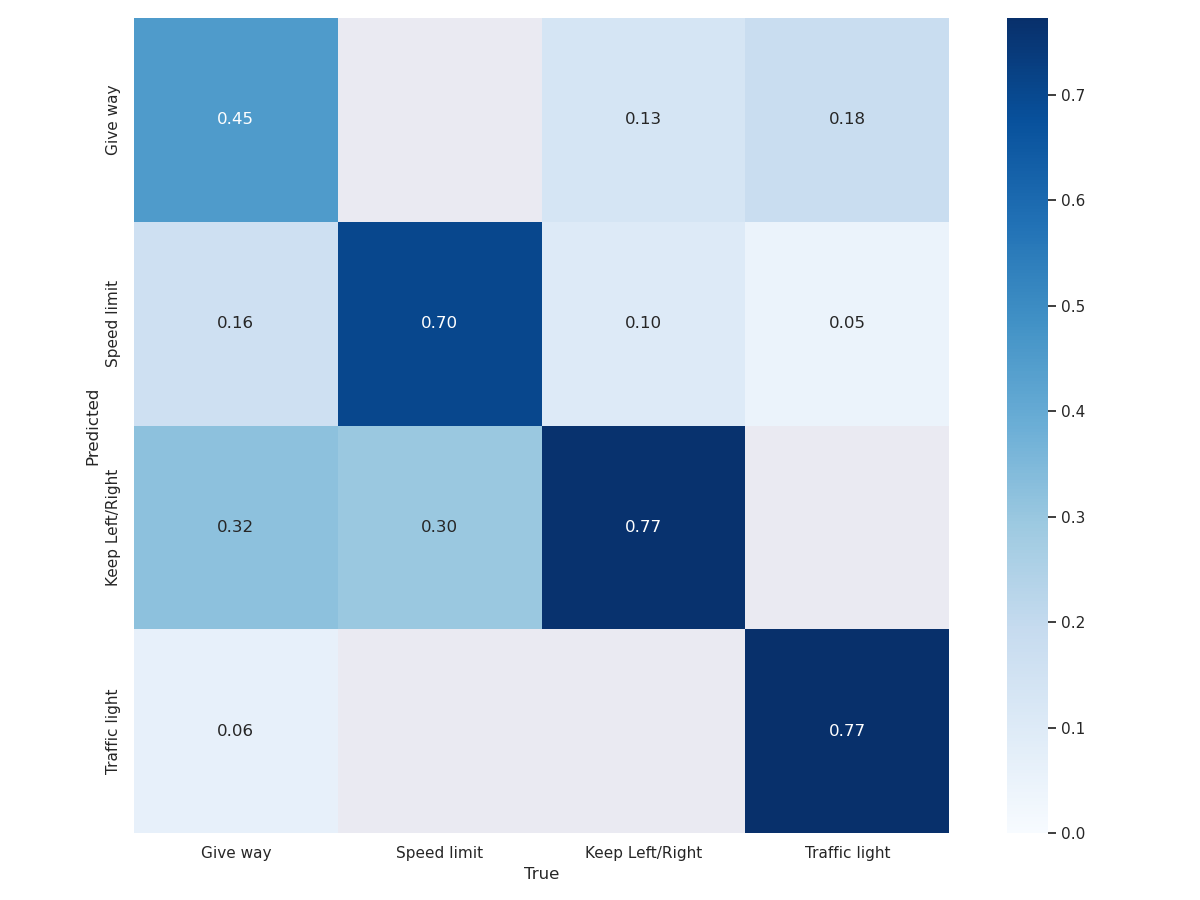 Give way
0.45
0.13
0.18
0.7
0.6
Speed limit
0.16
0.70
0.10
0.05
0.5
0.4
Predicted
Keep Left/Right
0.32
0.30
0.77
0.3
0.2
Traffic light
0.06
0.77
0.1
0.0
Give way
Speed limit
Keep Left/Right
Traffic light
True